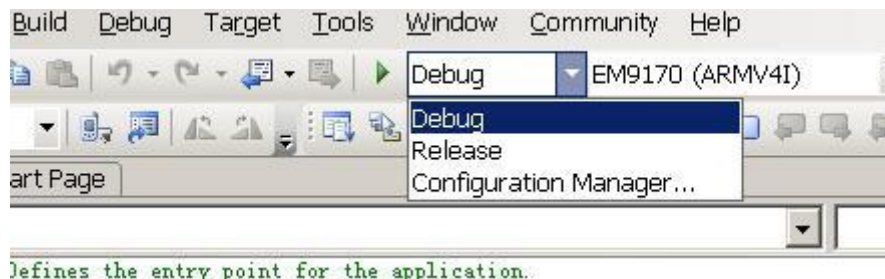 Build Debug Target Tools Window Community Help
Debug EM9170 (ARMV4I)
Debug
Release
art Page
Configuration Manager...
Defines the entry point for the application.